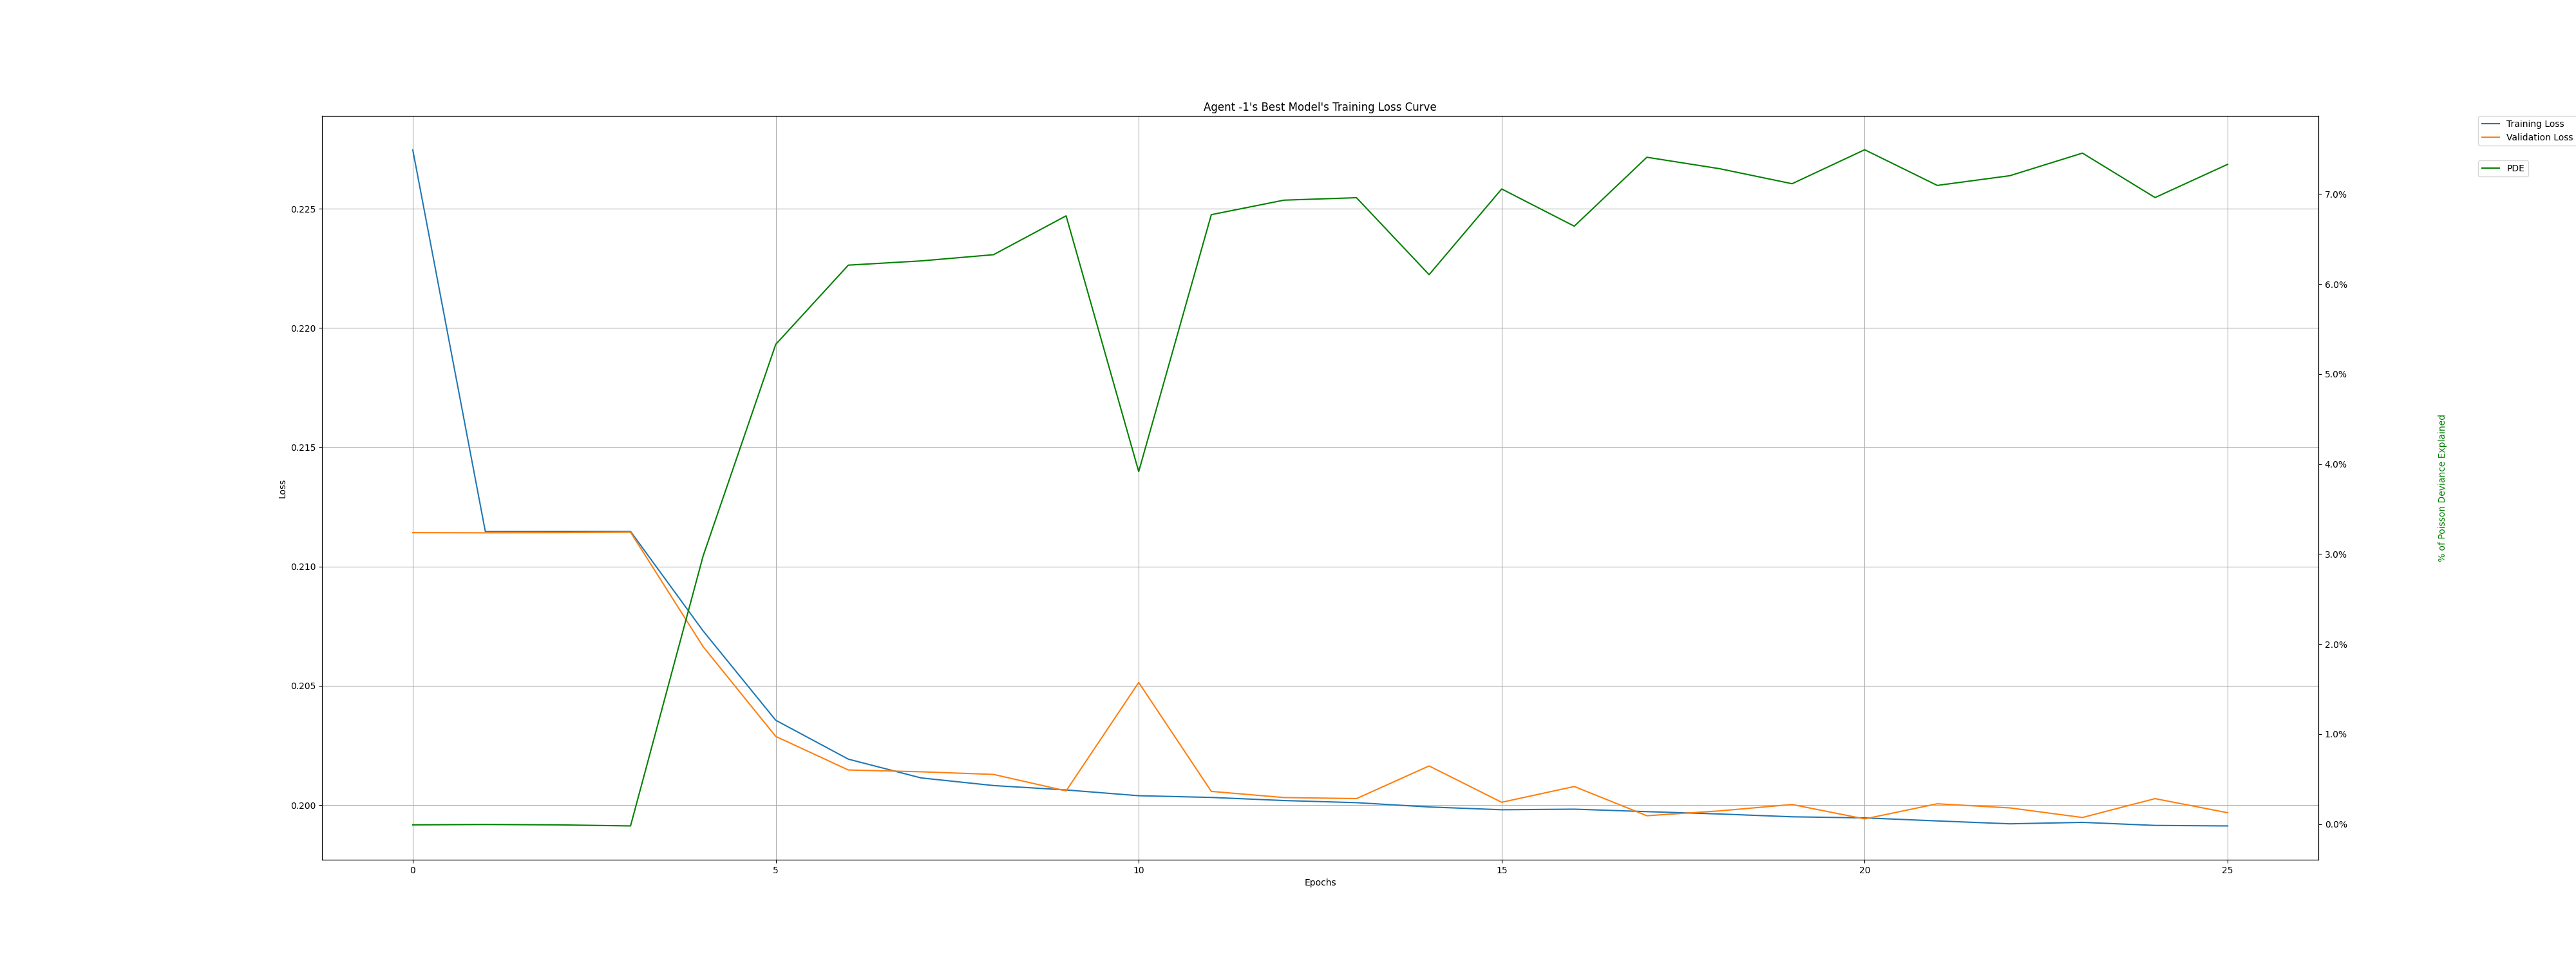 Agent -1's Best Model's Training Loss Curve
Training Loss
Validation Loss
PDE
0.225
0.220
0.215
0.210
0.205
0.200
Loss
7.0%
6.0%
5.0%
4.0%
3.0%
2.0%
1.0%
0.0%
% of Poisson Deviance Explained
0 5 10 15 20 25
Epochs